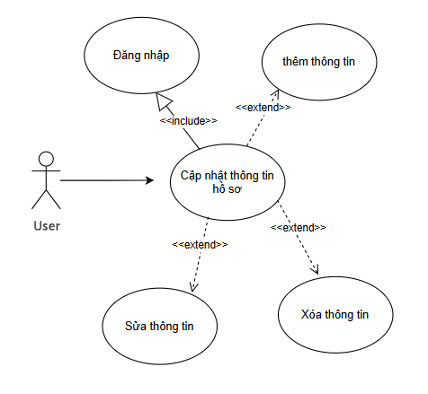 Đăng nhập
thệm thông tin
<<include>>
<<extend>>
Cập nhật thông tin
hồ sơ
User
<<extend>>
<<extend>>
Sửa thông tin
Xóa thông tin